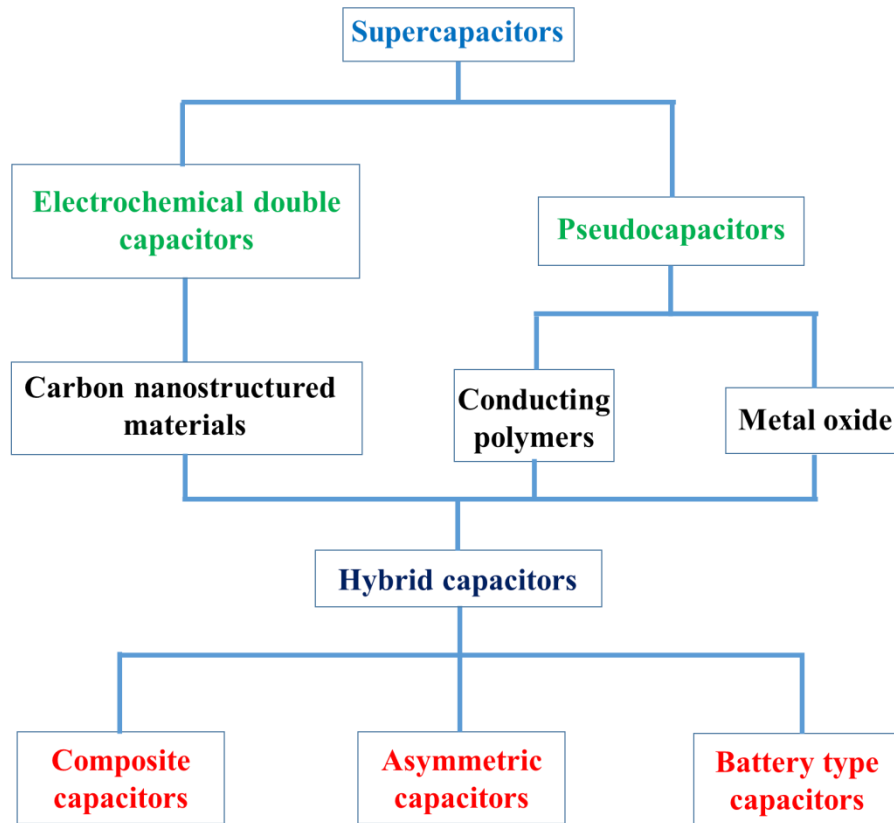 Supercapacitors
Electrochemical double
capacitors
Pseudocapacitors
Carbon nanostructured
materials
Conducting
polymers
Metal oxide
Hybrid capacitors
Composite
capacitors
Asymmetric
capacitors
Battery type
capacitors